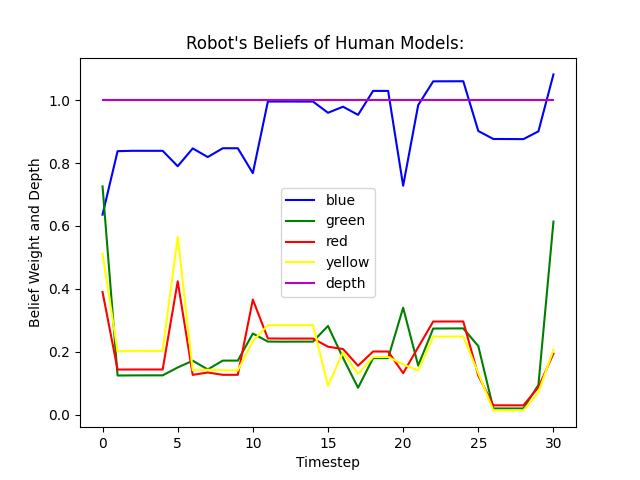 Robot's Beliefs of Human Models:
Belief Weight and Depth
1.0
0.8
0.6
0.4
0.2
0.0
blue
green
red
yellow
depth
0 5 10 15 20 25 30
Timestep